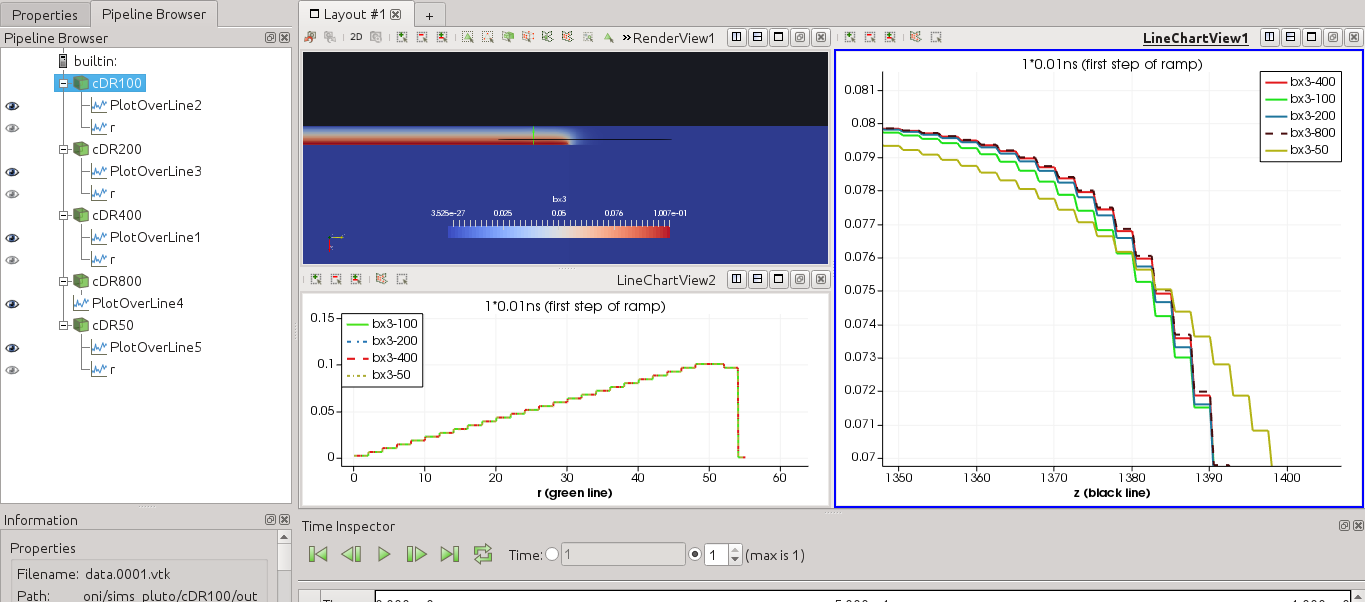 Properties
Pipeline Browser
Pipeline Browser
builtin:
cDR100
PlotOverLine2
r
cDR200
PlotOverLine3
r
cDR400
PlotOverLine1
r
cDR800
PlotOverLine4
cDR50
PlotOverLine5
r
Information
Properties
Filename: data.0001.vtk
Path: oni/sims_pluto/cDR100/out
Layout #1
+
2D
» RenderView1
bx3
3.525e-27 0.025 0.05 0.076 1.007e-01
LineChartView2
1*0.01ns (first step of ramp)
0.15
0.1
0.05
0
bx3-100
bx3-200
bx3-400
bx3-50
0 10 20 30 40 50 60
r (green line)
LineChartView1
1*0.01ns (first step of ramp)
0.081
0.08
0.079
0.078
0.077
0.076
0.075
0.074
0.073
0.072
0.071
0.07
bx3-400
bx3-100
bx3-200
bx3-800
bx3-50
1350 1360 1370 1380 1390 1400
z (black line)
Time Inspector
Time: 1 1 (max is 1)